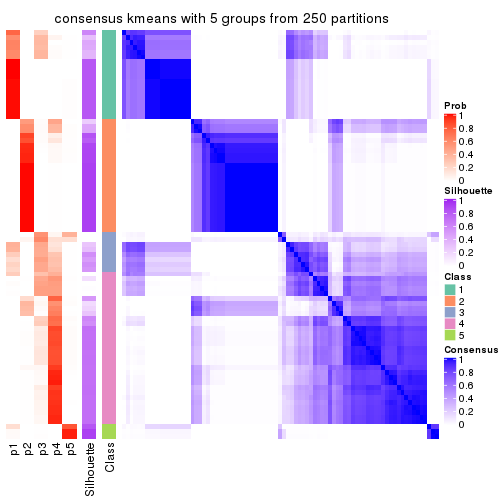 consensus kmeans with 5 groups from 250 partitions
Prob
1
0.8
0.6
0.4
0.2
0
Silhouette
1
0.8
0.6
0.4
0.2
0
Class
1
2
3
4
5
Consensus
1
0.8
0.6
0.4
0.2
0
p1
p2
p3
p4
p5
Silhouette
Class